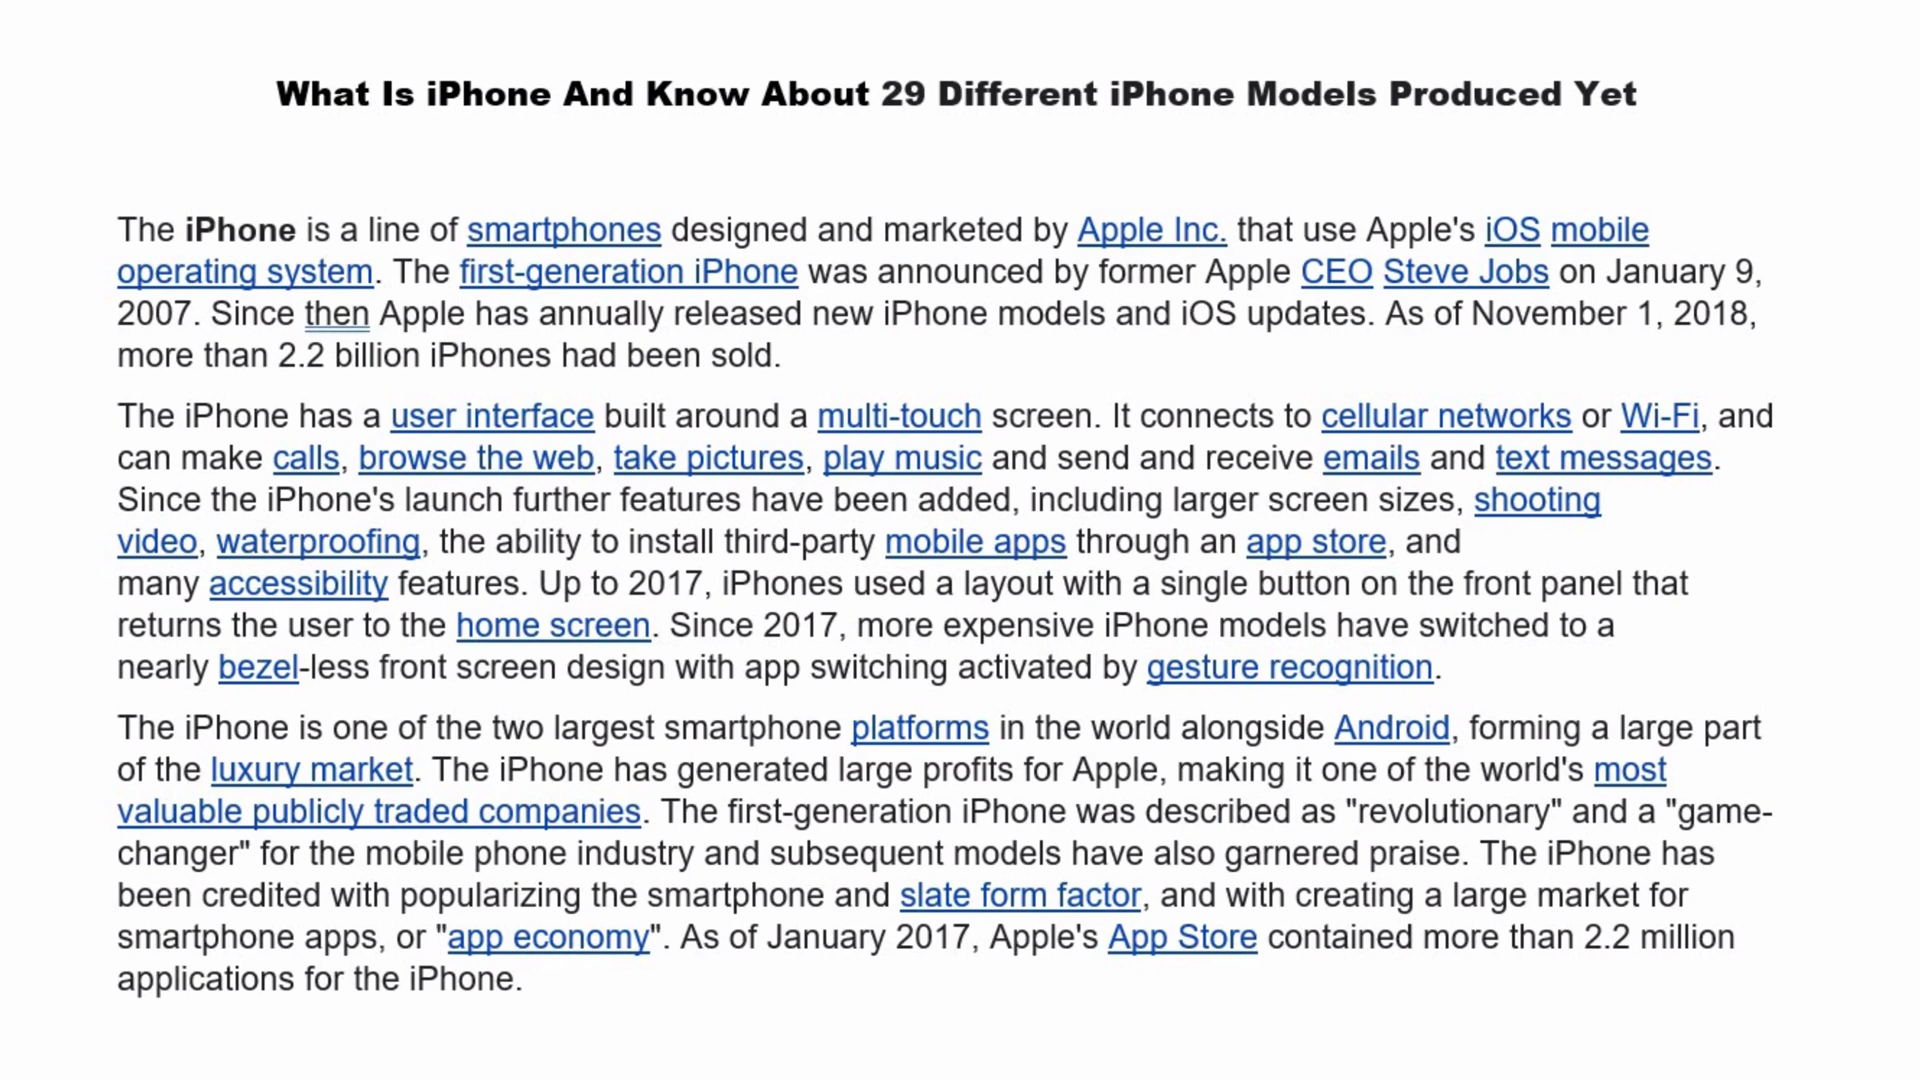 What Is iPhone And Know About 29 Different iPhone Models Produced Yet
The iPhone is a line of smartphones designed and marketed by Apple Inc. that use Apple's iOS mobile
operating system. The first-generation iPhone was announced by former Apple CEO Steve Jobs on January 9,
2007. Since then Apple has annually released new iPhone models and iOS updates. As of November 1, 2018,
more than 2.2 billion iPhones had been sold.
The iPhone has a user interface built around a multi-touch screen. It connects to cellular networks or Wi-Fi, and
can make calls, browse the web, take pictures, play music and send and receive emails and text messages.
Since the iPhone's launch further features have been added, including larger screen sizes, shooting
video, waterproofing, the ability to install third-party mobile apps through an app store, and
many accessibility features. Up to 2017, iPhones used a layout with a single button on the front panel that
returns the user to the home screen. Since 2017, more expensive iPhone models have switched to a
nearly bezel-less front screen design with app switching activated by gesture recognition.
The iPhone is one of the two largest smartphone platforms in the world alongside Android, forming a large part
of the luxury market. The iPhone has generated large profits for Apple, making it one of the world's most
valuable publicly traded companies. The first-generation iPhone was described as "revolutionary" and a "game-
changer" for the mobile phone industry and subsequent models have also garnered praise. The iPhone has
been credited with popularizing the smartphone and slate form factor, and with creating a large market for
smartphone apps, or "app economy". As of January 2017, Apple's App Store contained more than 2.2 million
applications for the iPhone.